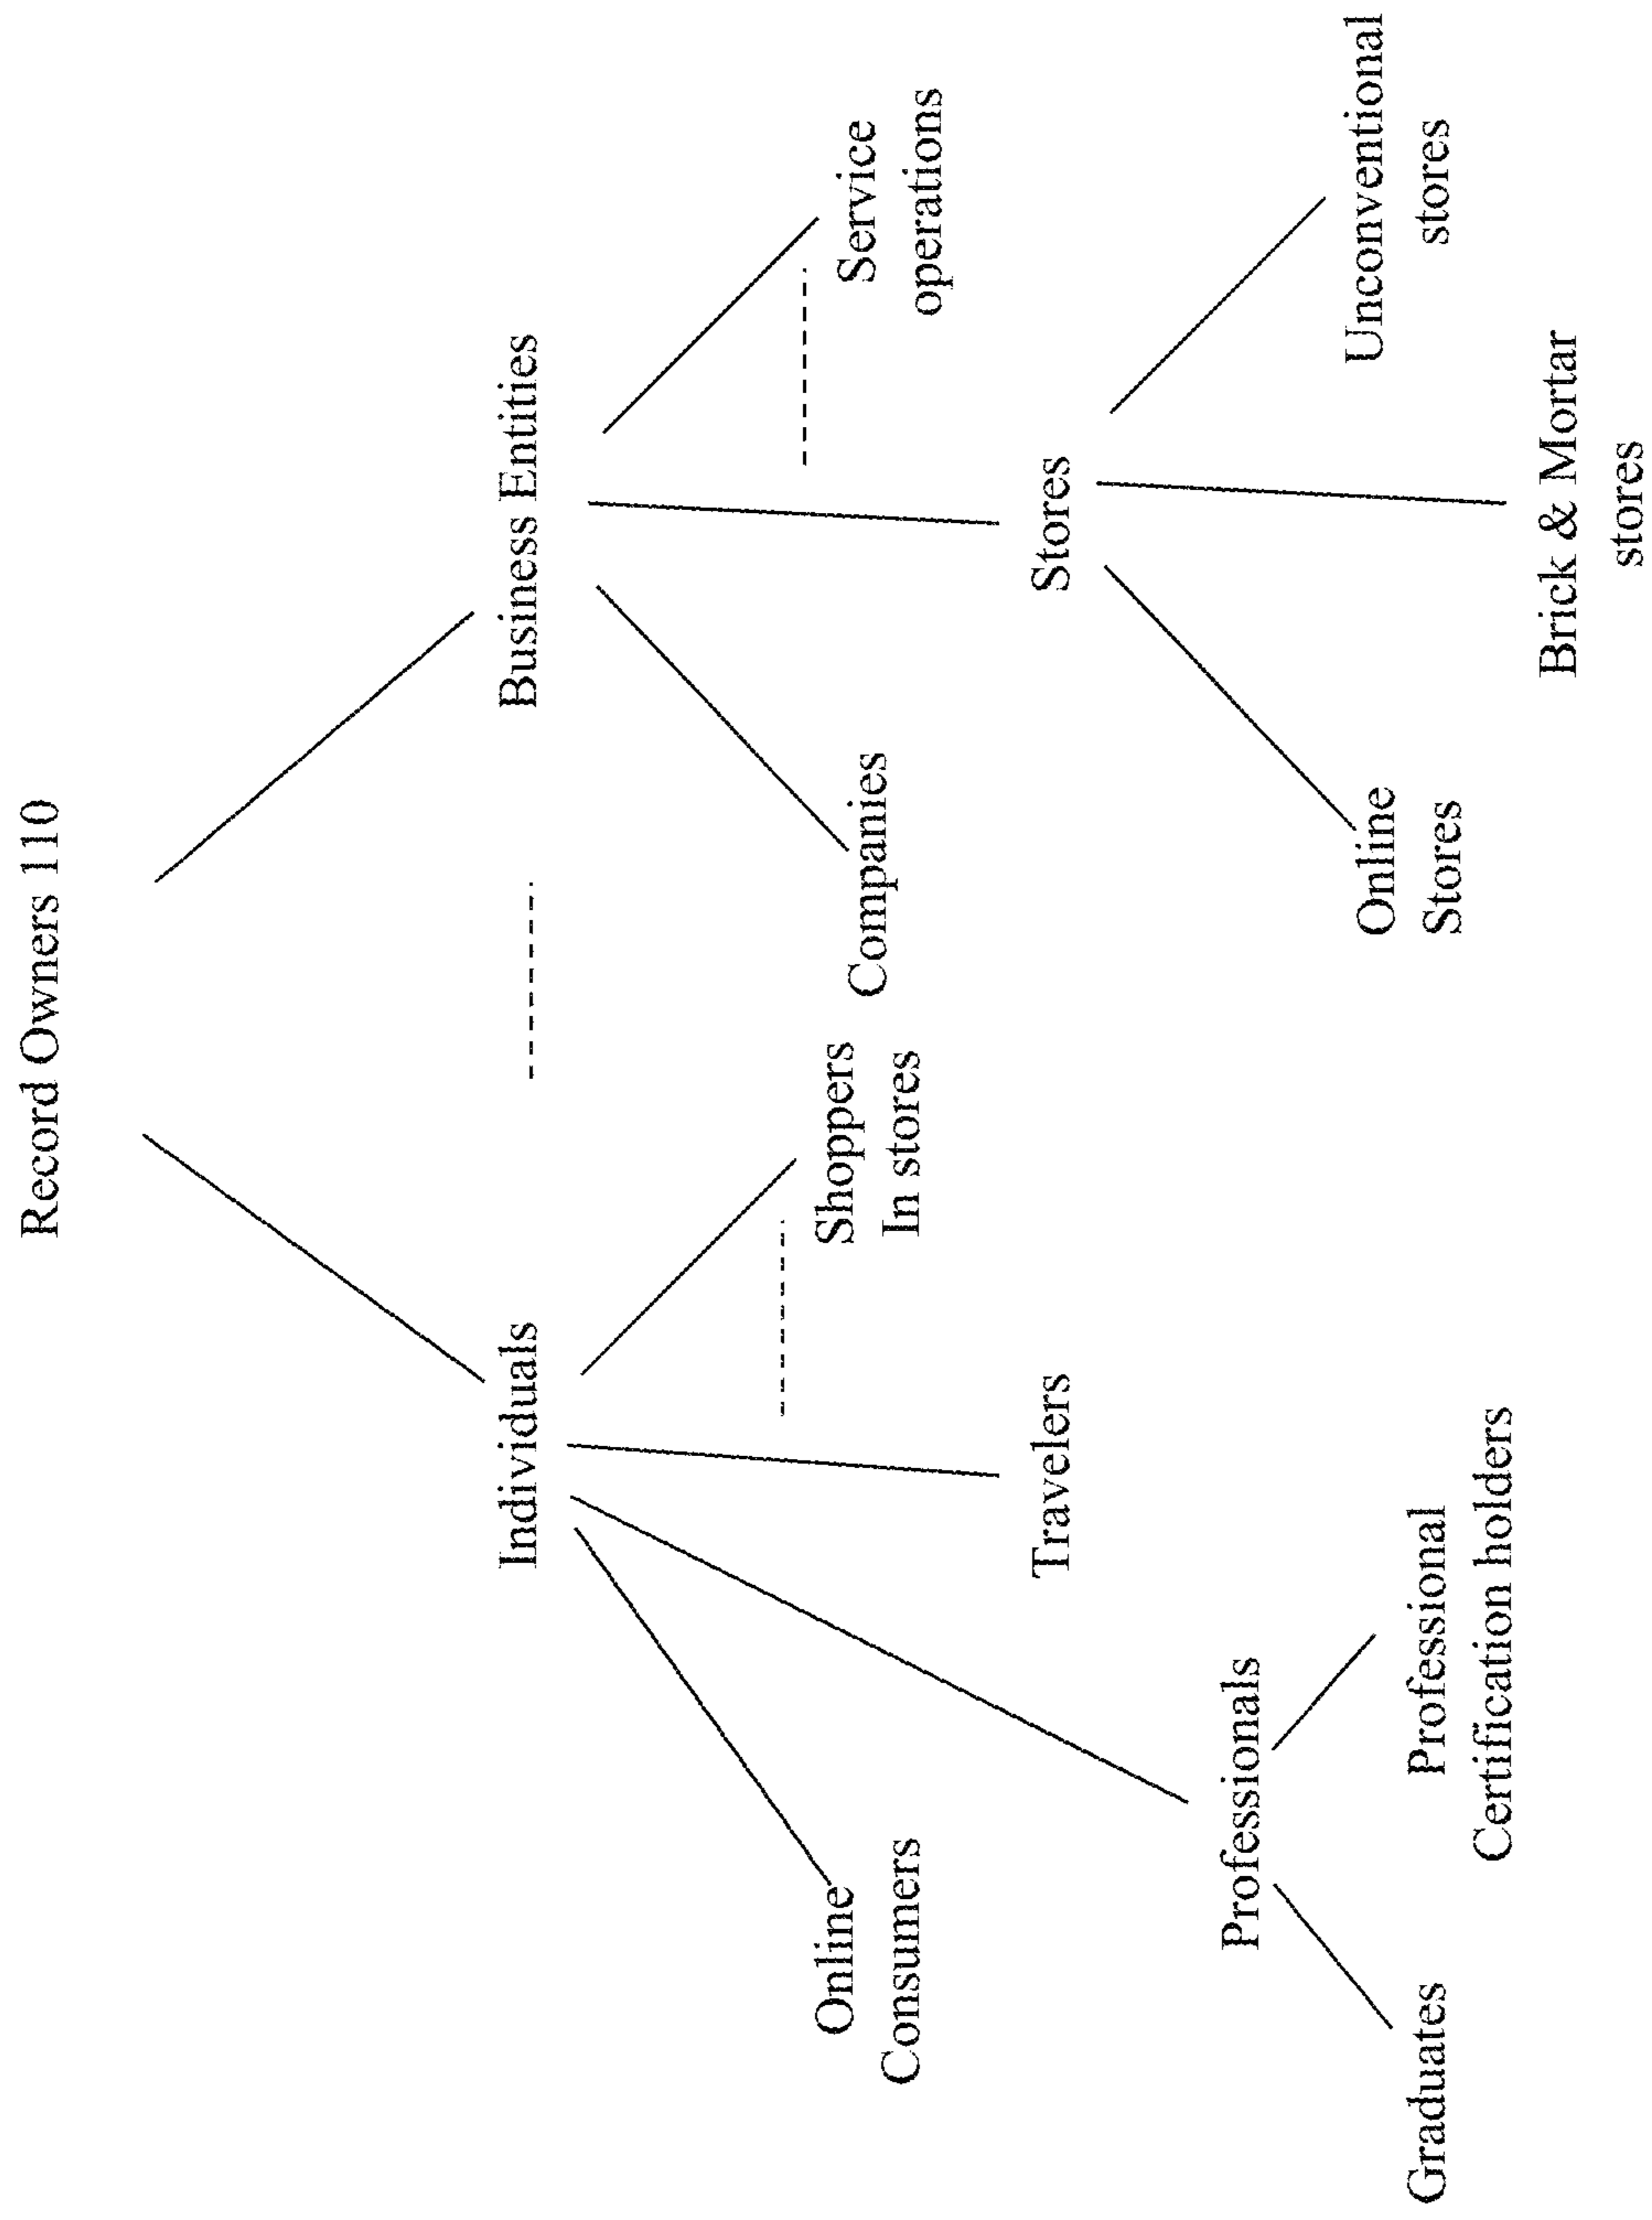 Record Owners 110
Individuals
Business Entities
Online
Consumers
Shoppers
In stores
Companies
Service
operations
Travelers
Stores
Professionals
Online
Stores
Unconventional
stores
Graduates
Professional
Certification holders
Brick & Mortar
stores